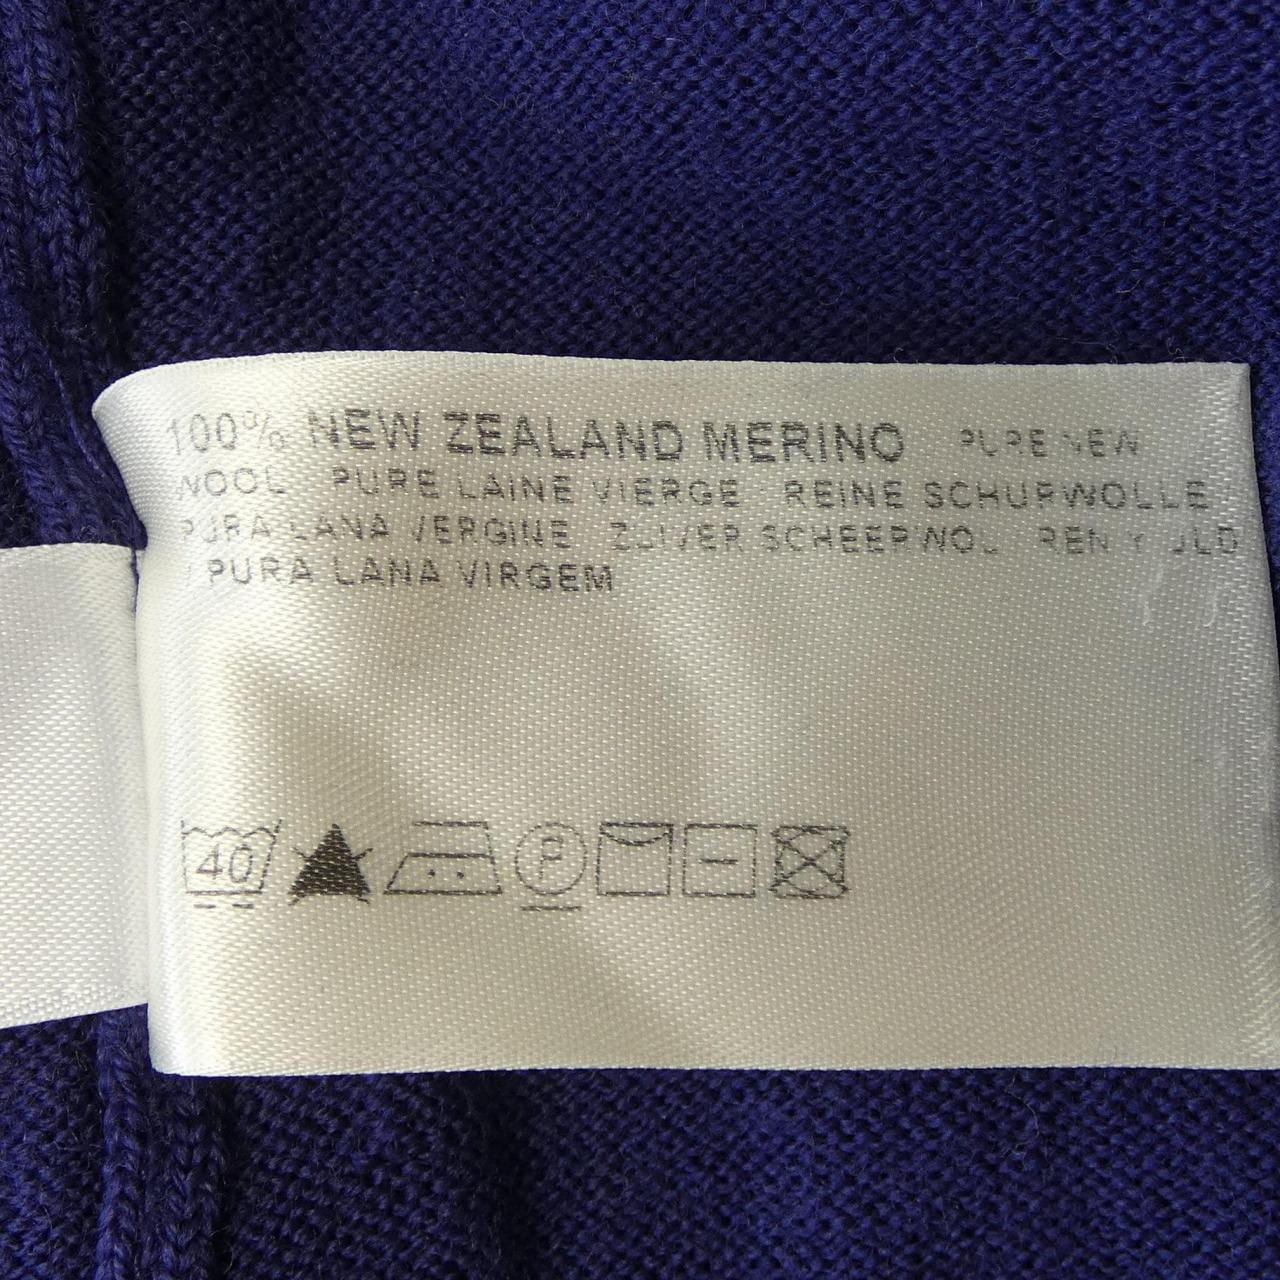 100% NEW ZEALAND MERINO PURE NEW
WOOL PURE LAINE VIERGE REINE SCHURWOLLE
PURA LANA VERGINE ZUIVER SCHEERWOL REN
PURA LANA VIRGEM
40 P